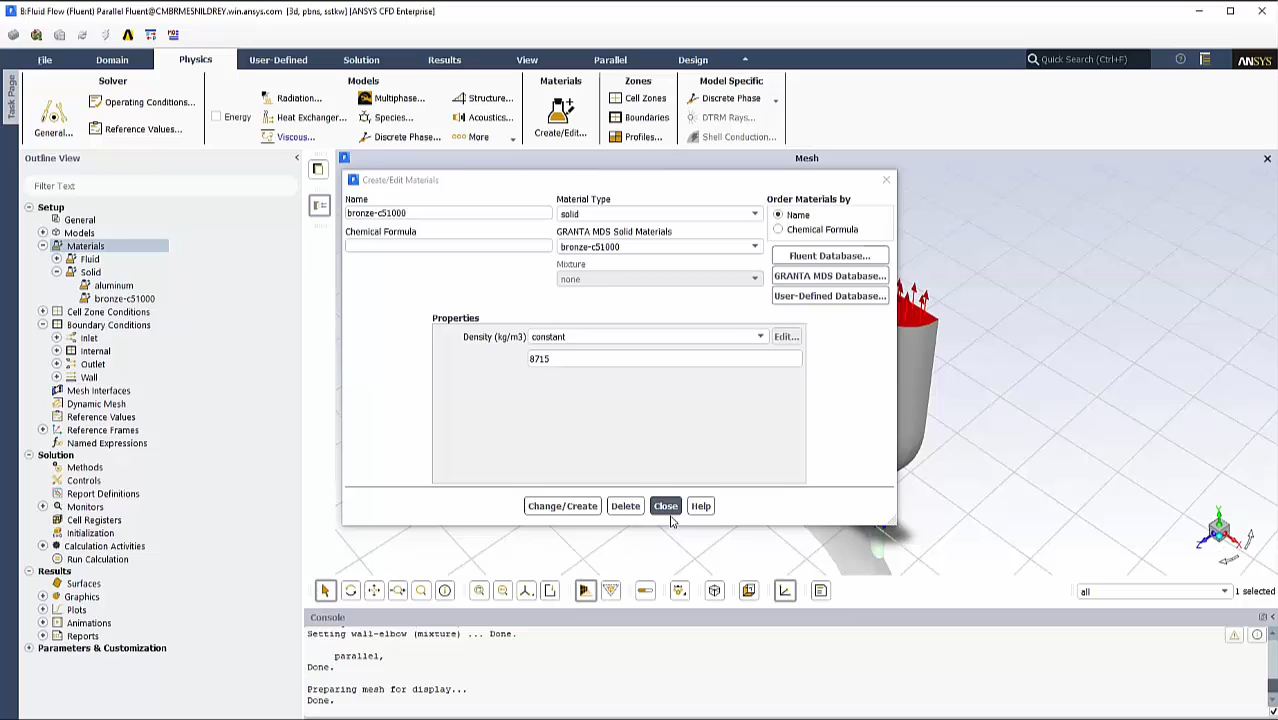 B:Fluid Flow (Fluent) Parallel Fluent@CMBRMESNILDREY.win.ansys.com [3d, pbns, sstkw] [ANSYS CFD Enterprise]
File Domain Physics User-Defined Solution Results View Parallel Design Quick Search (Ctrl+F) ANSYS
Task Page
Solver Models Materials Zones Model Specific
General... Operating Conditions... Reference Values...
Energy Radiation... Multiphase... Structure...
Heat Exchanger... Species... Acoustics...
Viscous... Discrete Phase... More
Create/Edit...
Cell Zones
Boundaries
Profiles...
Discrete Phase
DTRM Rays...
Shell Conduction...
Outline View
Filter Text
Setup
General
Models
Materials
Fluid
Solid
aluminum
bronze-c51000
Cell Zone Conditions
Boundary Conditions
Inlet
Internal
Outlet
Wall
Mesh Interfaces
Dynamic Mesh
Reference Values
Reference Frames
Named Expressions
Solution
Methods
Controls
Report Definitions
Monitors
Cell Registers
Initialization
Calculation Activities
Run Calculation
Results
Surfaces
Graphics
Plots
Animations
Reports
Parameters & Customization
Mesh
Create/Edit Materials
Name
bronze-c51000
Chemical Formula
Material Type
solid
GRANTA MDS Solid Materials
bronze-c51000
Mixture
none
Order Materials by
Name
Chemical Formula
Fluent Database...
GRANTA MDS Database...
User-Defined Database...
Properties
Density (kg/m3) constant Edit...
8715
Change/Create Delete Close Help
all 1 selected
Console
Setting wall-elbow (mixture) ... Done.
parallel,
Done.
Preparing mesh for display...
Done.